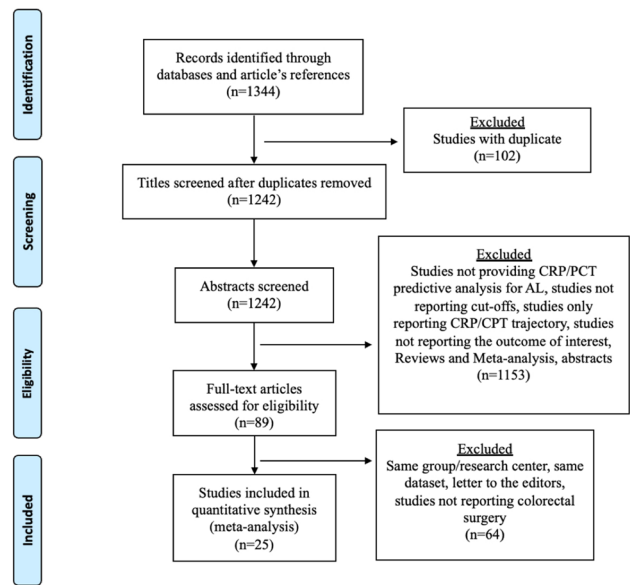 Identification
Records identified through
databases and article's references
(n=1344)
Excluded
Studies with duplicate
(n=102)
Screening
Titles screened after duplicates removed
(n=1242)
Abstracts screened
(n=1242)
Excluded
Studies not providing CRP/PCT
predictive analysis for AL, studies not
reporting cut-offs, studies only
reporting CRP/CPT trajectory, studies
not reporting the outcome of interest,
Reviews and Meta-analysis, abstracts
(n=1153)
Eligibility
Full-text articles
assessed for eligibility
(n=89)
Excluded
Same group/research center, same
dataset, letter to the editors,
studies not reporting colorectal
surgery
(n=64)
Included
Studies included in
quantitative synthesis
(meta-analysis)
(n=25)